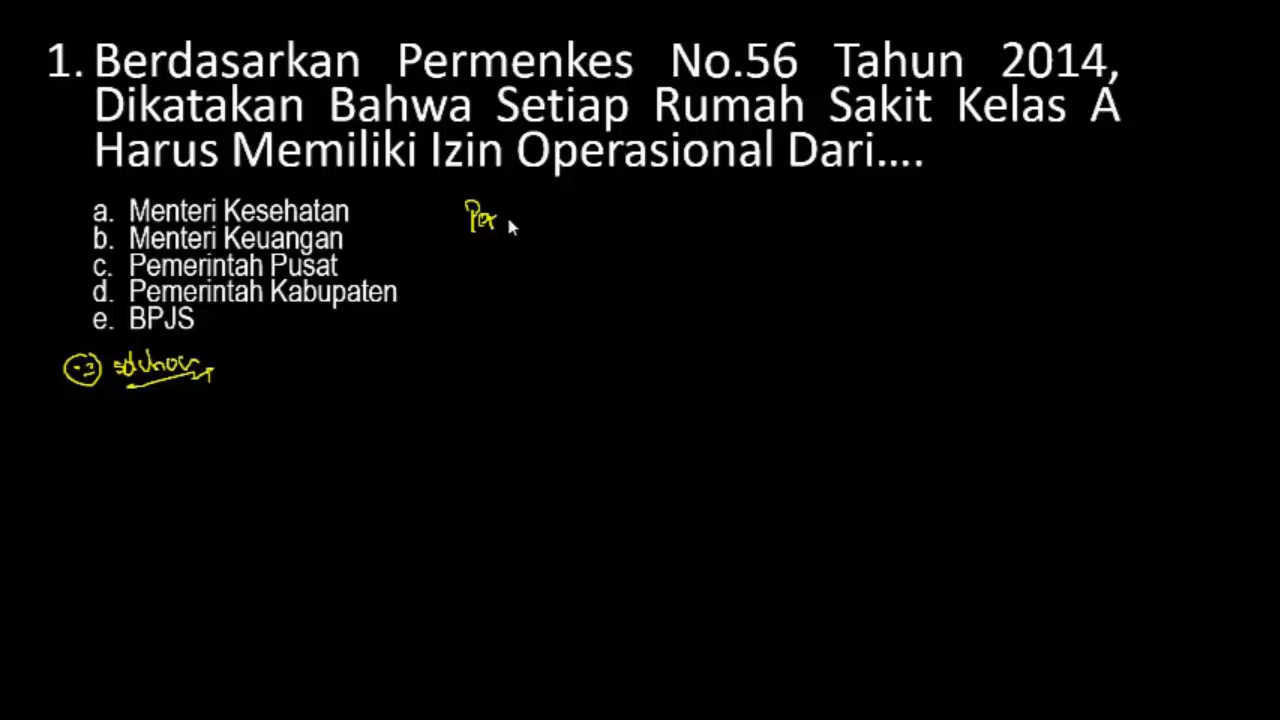 1. Berdasarkan Permenkes No.56 Tahun 2014,
Dikatakan Bahwa Setiap Rumah Sakit Kelas A
Harus Memiliki Izin Operasional Dari....
a. Menteri Kesehatan
b. Menteri Keuangan
c. Pemerintah Pusat
d. Pemerintah Kabupaten
e. BPJS